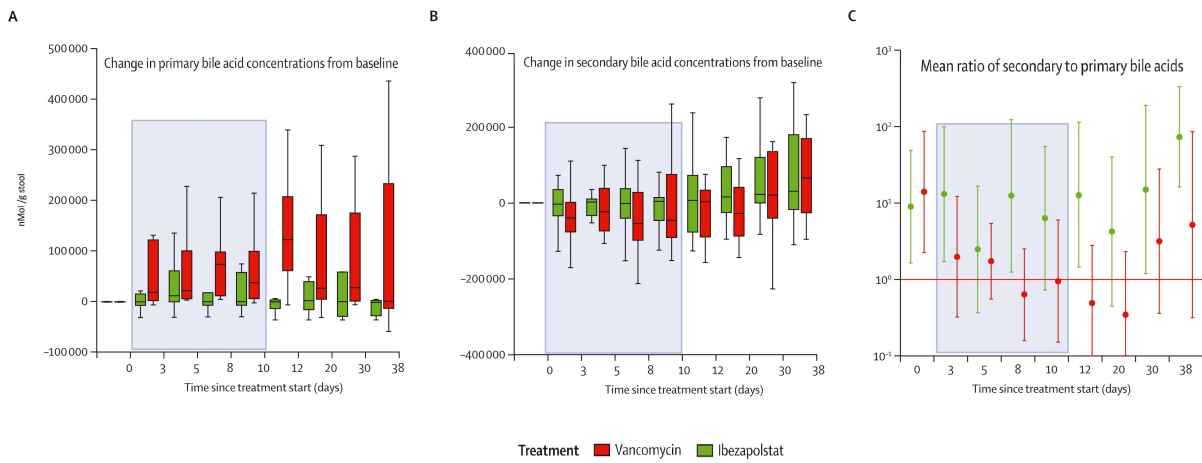 A
Change in primary bile acid concentrations from baseline
nMol /g stool
500 000
400 000
300 000
200 000
100 000
0
−100 000
0 3 5 8 10 12 20 30 38
Time since treatment start (days)
B
Change in secondary bile acid concentrations from baseline
400 000
200 000
0
−200 000
−400 000
0 3 5 8 10 10 12 20 30 38
Time since treatment start (days)
C
Mean ratio of secondary to primary bile acids
10³
10²
10¹
10⁰
10⁻¹
0 3 5 8 10 12 20 30 38
Time since treatment start (days)
Treatment Vancomycin Ibezapolstat